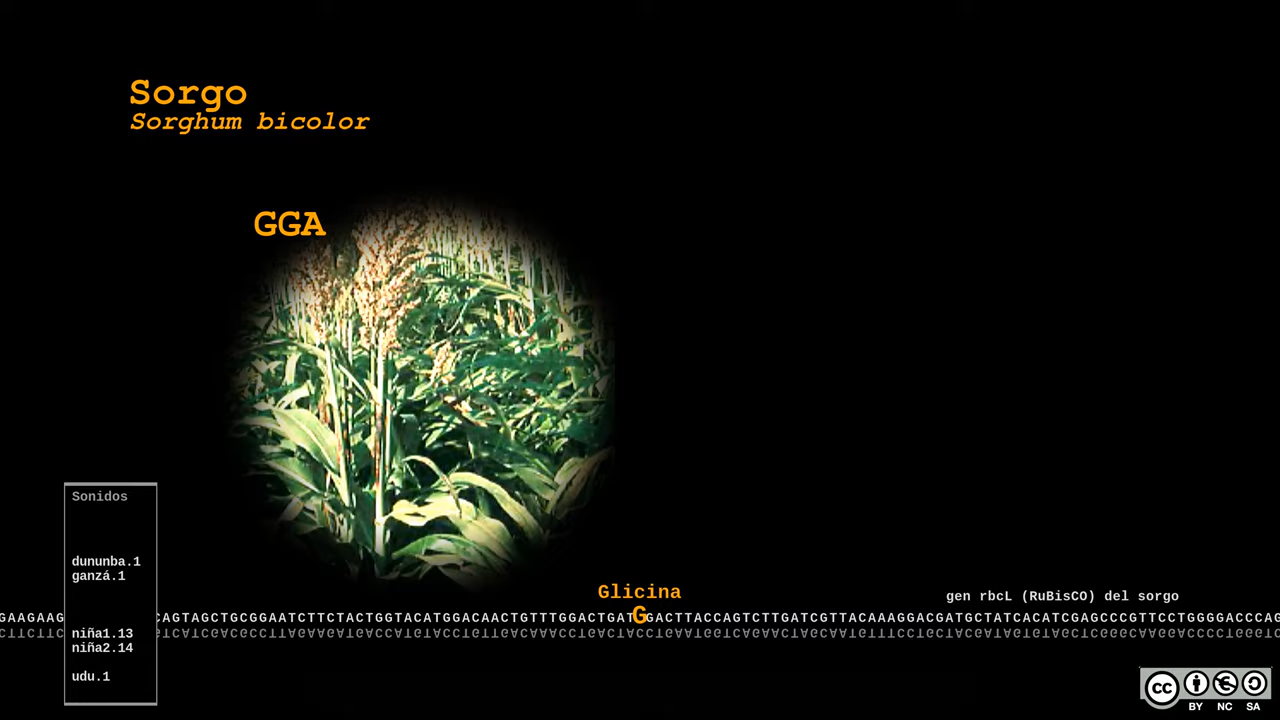 Sorgo
Sorghum bicolor
GGA
Sonidos
dununba.1
ganzá.1
Glicina
gen rbcL (RuBisCO) del sorgo
GAAGAAG CAGTAGCTGCGGAATCTTCTACTGGTACATGGACAACTGTTTGGACTGAT G GACTTACCAGTCTTGATCGTTACAAAGGACGATGCTATCACATCGAGCCCGTTCCTGGGGACCCAG
niña1.13
niña2.14
udu.1
cc
BY NC SA